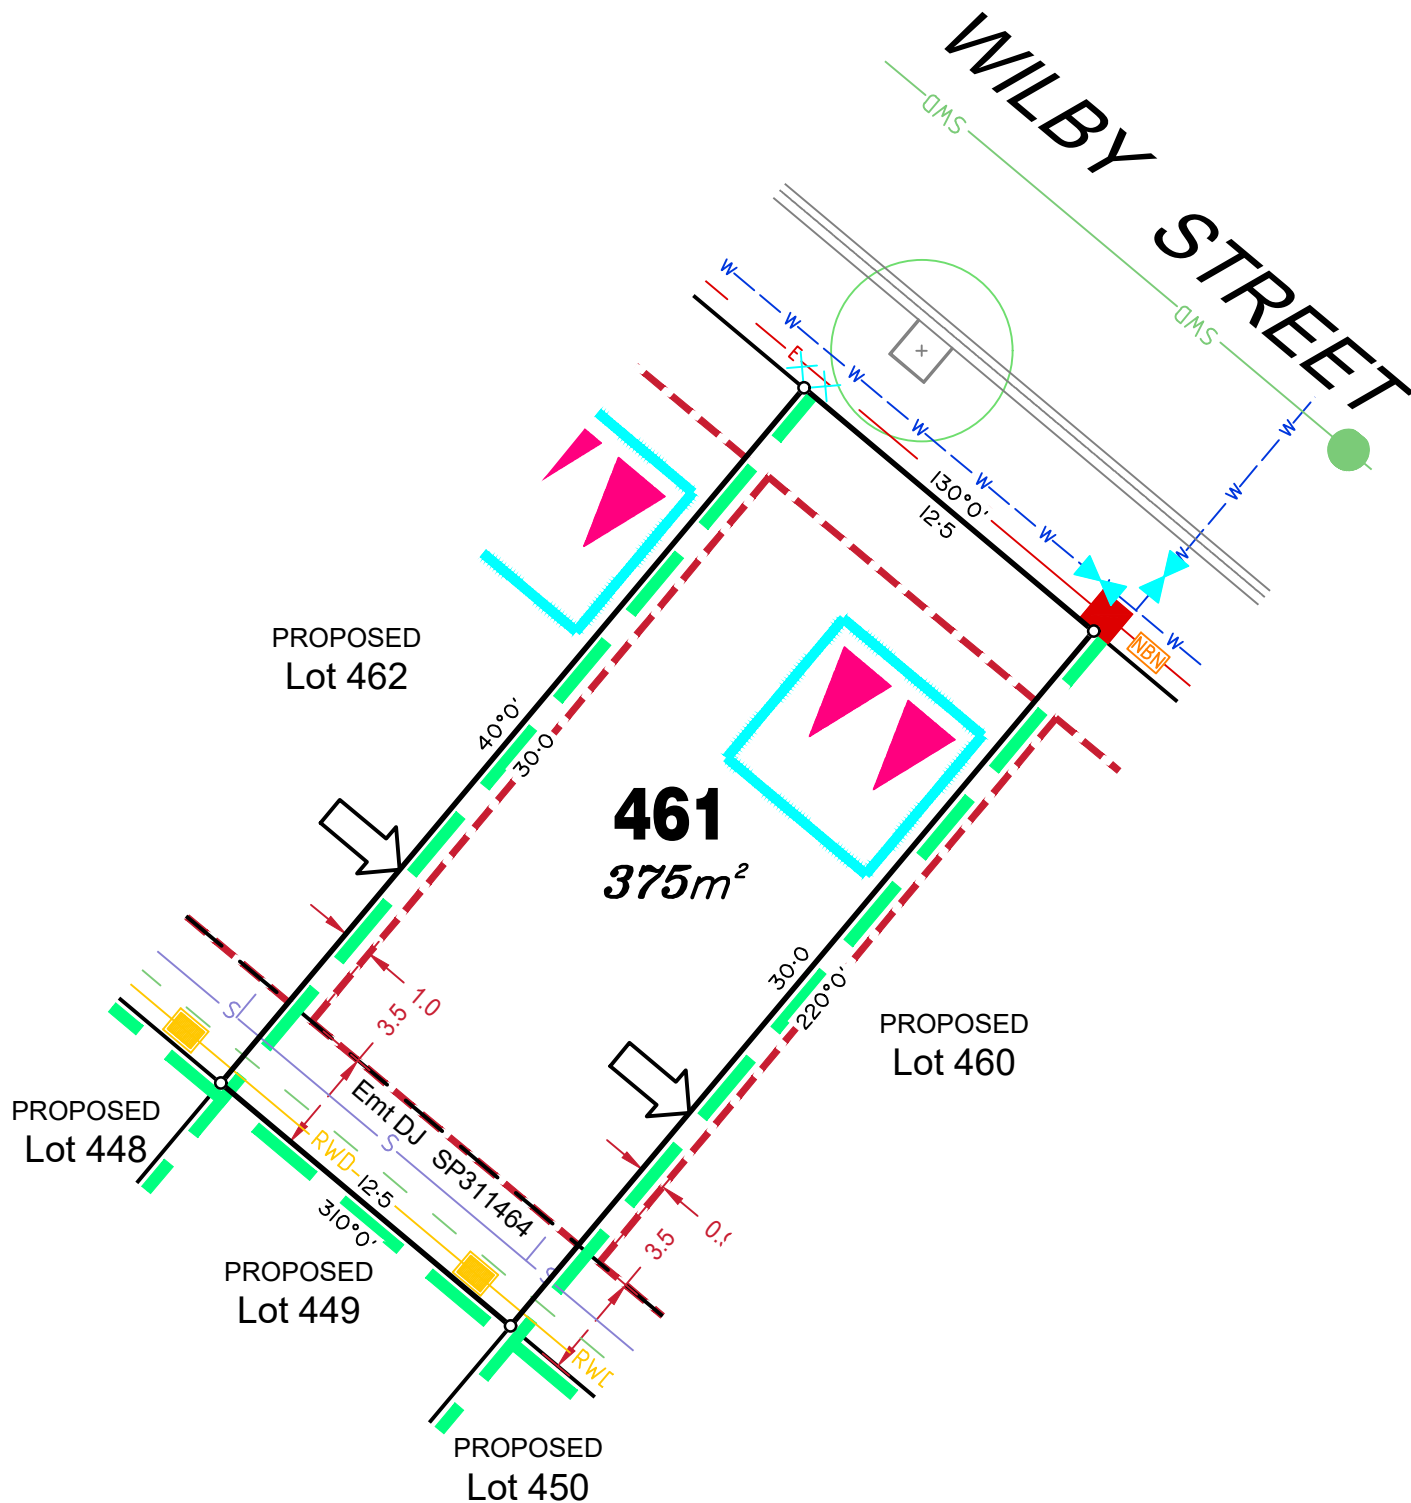 WILBY STREET
SWD
SWD
W
W
E
W
W
W
W
W
W
W
W
130°0'
12·5
NBN
PROPOSED
Lot 462
40°0'
30·0
461
375m²
30·0
220°0'
PROPOSED
Lot 460
1.0
3.5
S
Emt DJ SP311464
S
RWD
12·5
310°0'
PROPOSED
Lot 448
3.5
S
PROPOSED
Lot 449
PROPOSED
Lot 450